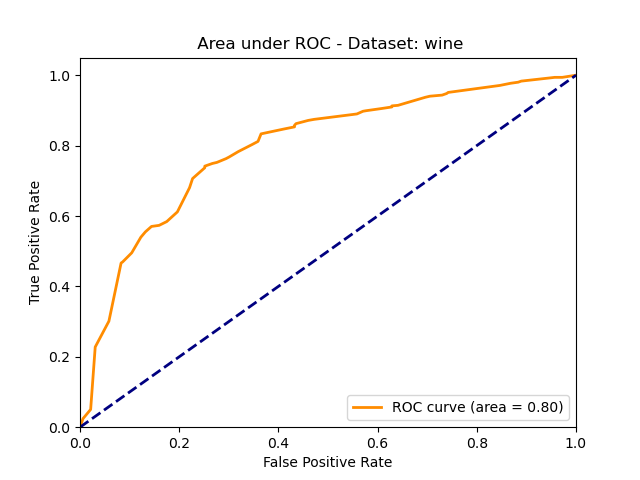 Area under ROC - Dataset: wine
True Positive Rate
1.0
0.8
0.6
0.4
0.2
0.0
ROC curve (area = 0.80)
0.0 0.2 0.4 0.6 0.8 1.0
False Positive Rate